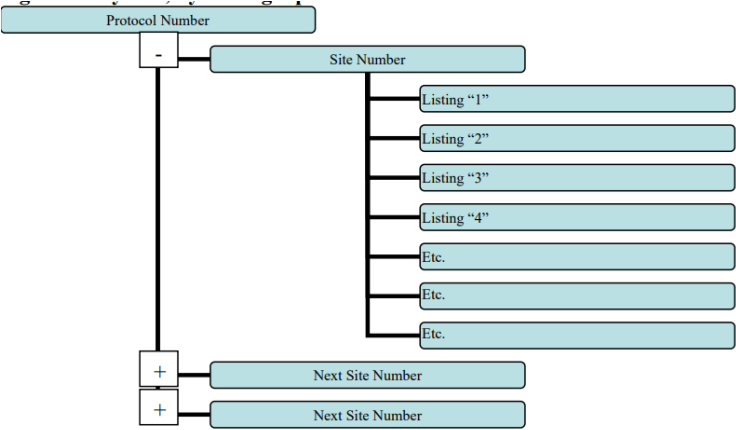 Protocol Number
-
Site Number
Listing “1”
Listing “2”
Listing “3”
Listing “4”
Etc.
Etc.
Etc.
+
Next Site Number
+
Next Site Number